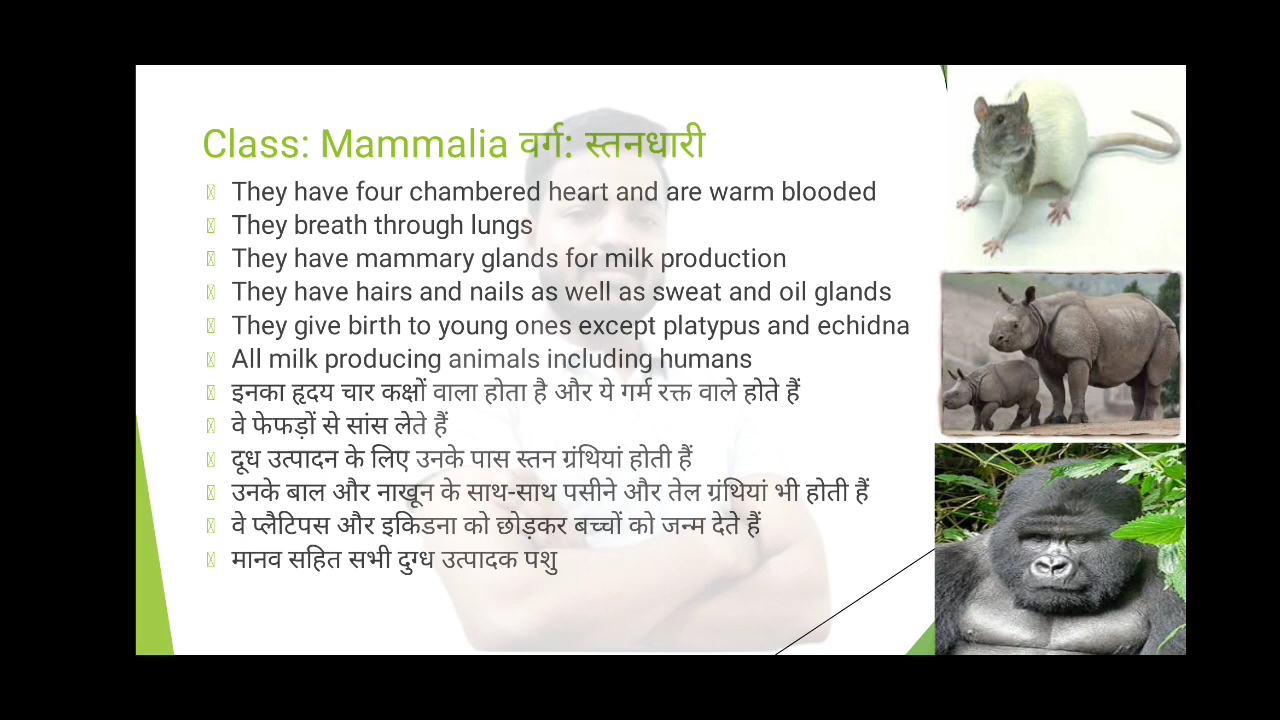 Class: Mammalia वर्ग: स्तनधारी
They have four chambered heart and are warm blooded
They breath through lungs
They have mammary glands for milk production
They have hairs and nails as well as sweat and oil glands
They give birth to young ones except platypus and echidna
All milk producing animals including humans
इनका हृदय चार कक्षों वाला होता है और ये गर्म रक्त वाले होते हैं
वे फेफड़ों से सांस लेते हैं
दूध उत्पादन के लिए उनके पास स्तन ग्रंथियां होती हैं
उनके बाल और नाखून के साथ-साथ पसीने और तेल ग्रंथियां भी होती हैं
वे प्लैटिपस और इकिडना को छोड़कर बच्चों को जन्म देते हैं
मानव सहित सभी दुग्ध उत्पादक पशु